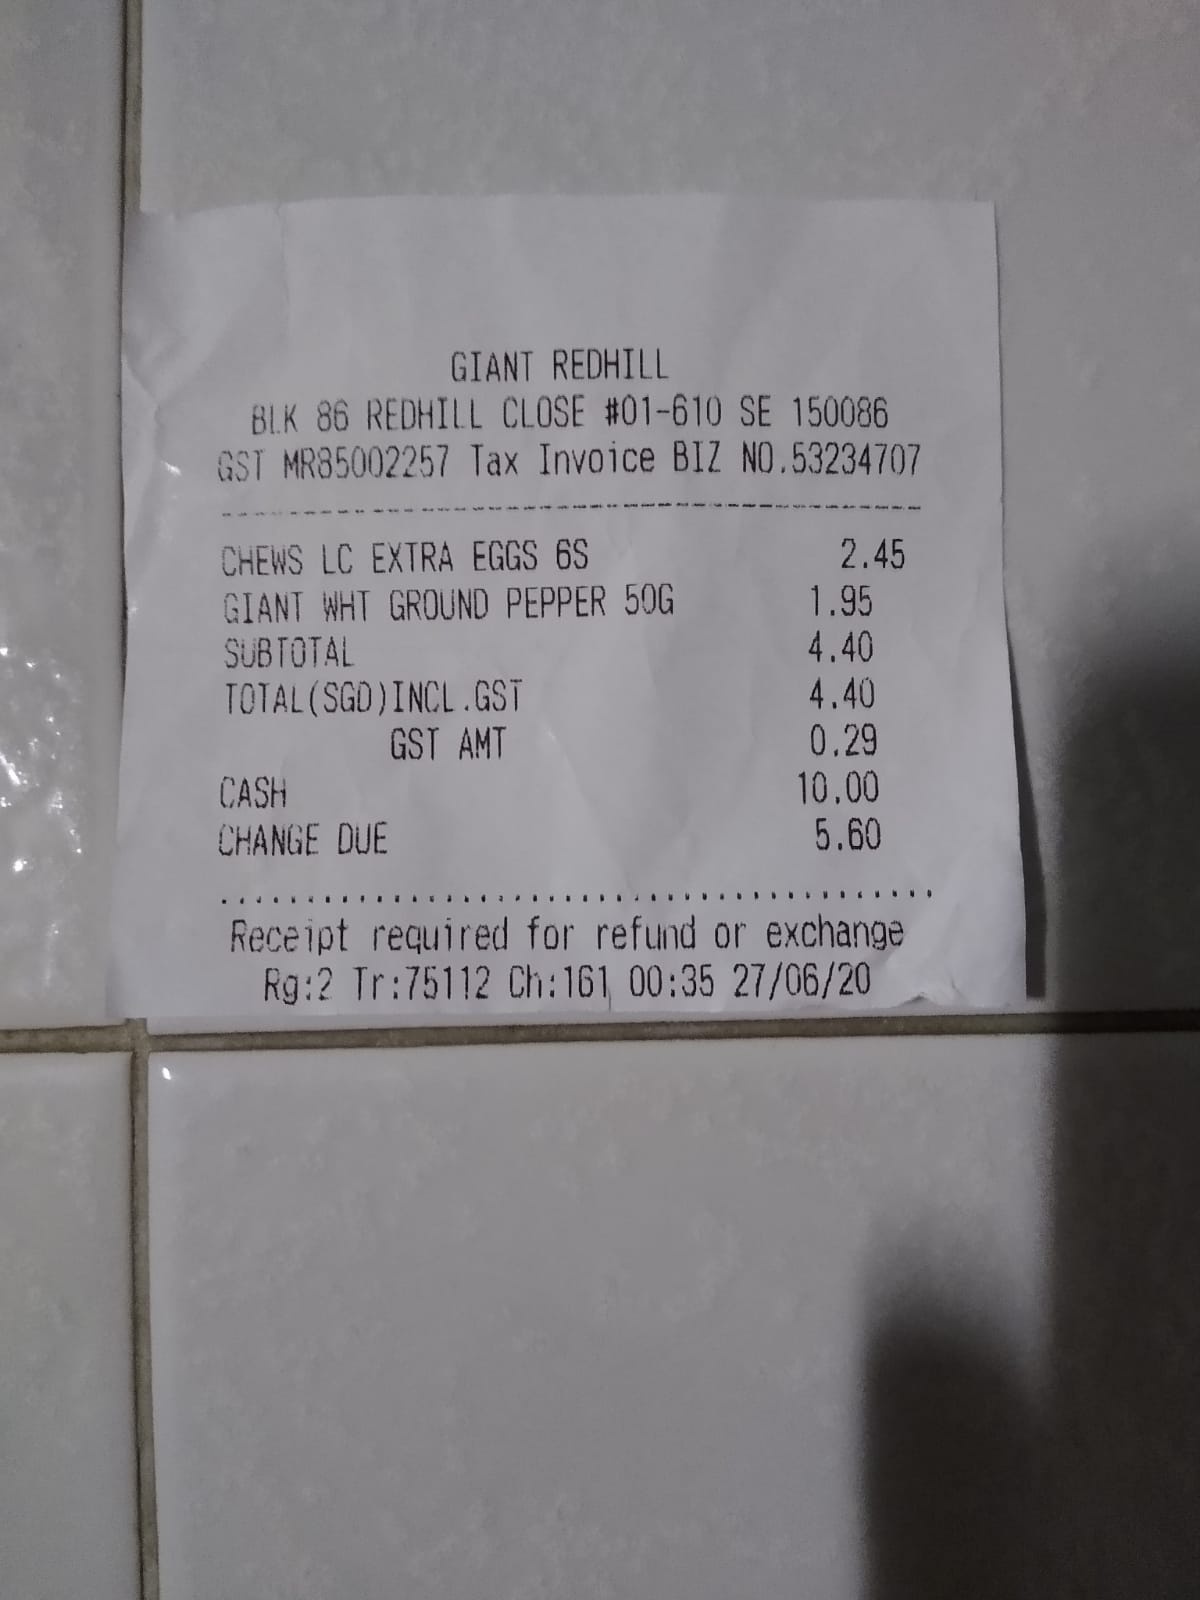 GIANT REDHILL
BLK 86 REDHILL CLOSE #01-610 SE 150086
GST MR85002257 Tax Invoice BIZ NO.53234707
CHEWS LC EXTRA EGGS 6S 2.45
GIANT WHT GROUND PEPPER 50G 1.95
SUBTOTAL 4.40
TOTAL(SGD)INCL.GST 4.40
GST AMT 0.29
CASH 10.00
CHANGE DUE 5.60
Receipt required for refund or exchange
Rg:2 Tr:75112 Ch:161 00:35 27/06/20